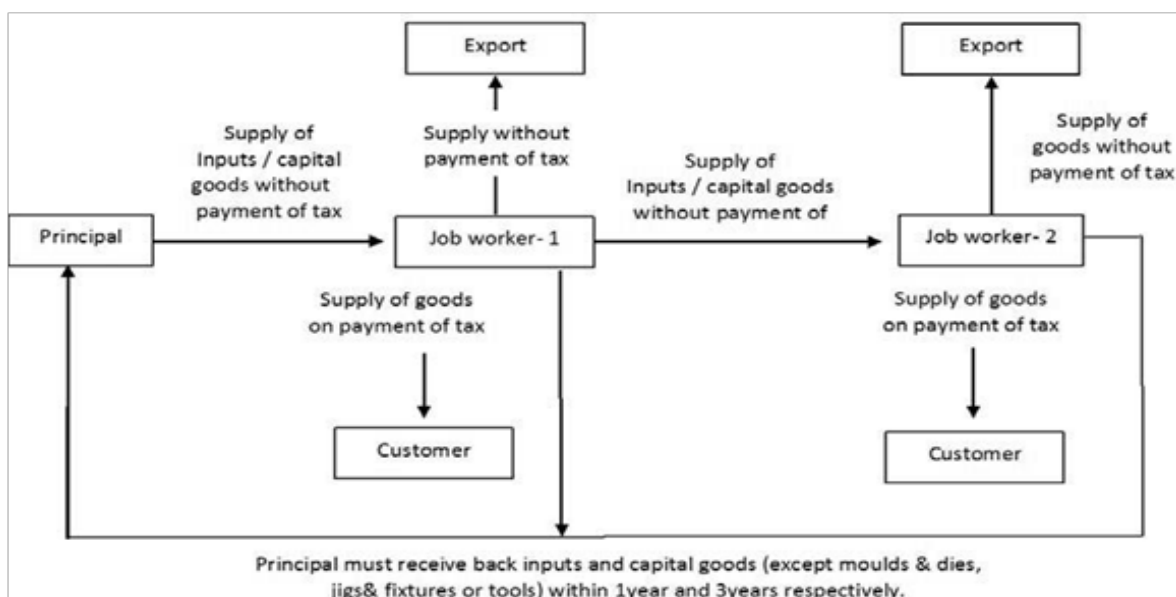 Export
Export
Supply of
Inputs / capital
goods without
payment of tax
Supply without
payment of tax
Supply of
Inputs / capital goods
without payment of
Supply of
goods without
payment of tax
Principal
Job worker- 1
Job worker- 2
Supply of goods
on payment of tax
Supply of goods
on payment of tax
Customer
Customer
Principal must receive back inputs and capital goods (except moulds & dies,
jigs& fixtures or tools) within 1year and 3years respectively.